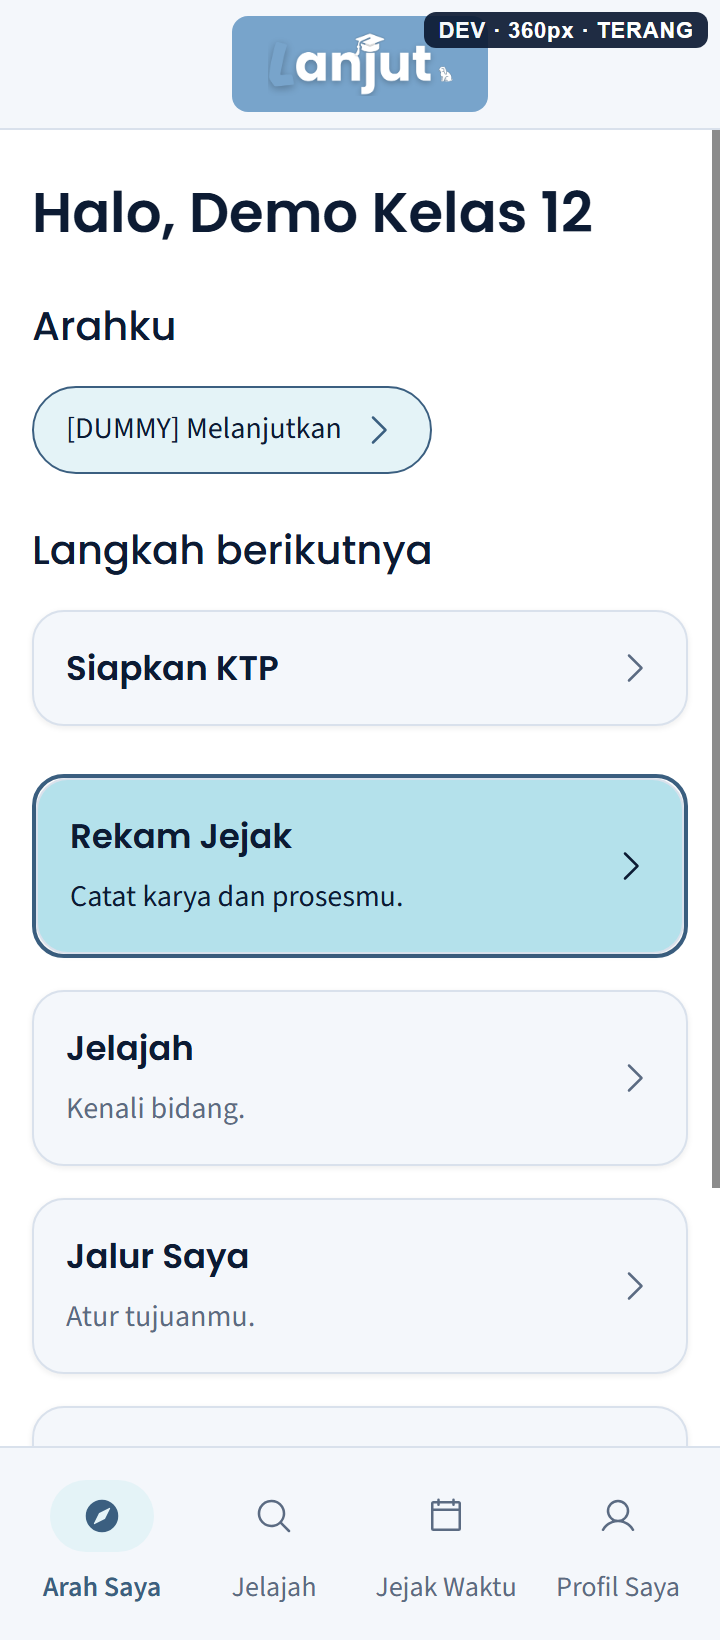 Lanjut
DEV · 360px · TERANG
Halo, Demo Kelas 12
Arahku
[DUMMY] Melanjutkan
Langkah berikutnya
Siapkan KTP
Rekam Jejak
Catat karya dan prosesmu.
Jelajah
Kenali bidang.
Jalur Saya
Atur tujuanmu.
Arah Saya
Jelajah
Jejak Waktu
Profil Saya